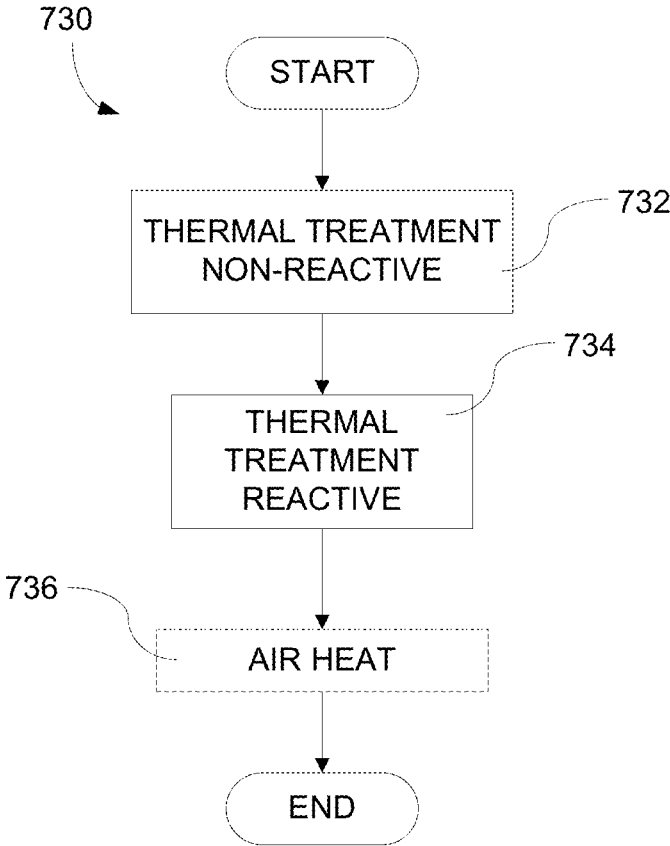 730
START
THERMAL TREATMENT
NON-REACTIVE
732
734
THERMAL
TREATMENT
REACTIVE
736
AIR HEAT
END